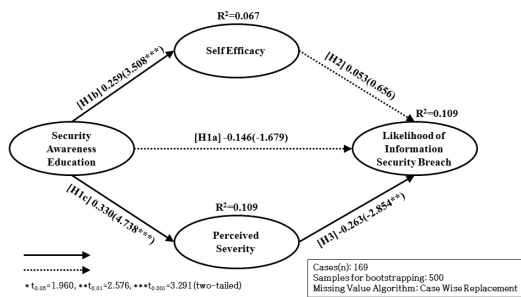 R²=0.067
Self Efficacy
[H1b] 0.259(3.508***)
[H2] 0.053(0.656)
R²=0.109
Security
Awareness
Education
[H1a] -0.146(-1.679)
Likelihood of
Information
Security Breach
[H1c] 0.330(4.738***)
R²=0.109
Perceived
Severity
[H3] -0.263(-2.854**)
*t0.05=1.960, **t0.01=2.576, ***t0.001=3.291(two-tailed)
Cases(n): 169
Samples for bootstrapping: 500
Missing Value Algorithm: Case Wise Replacement